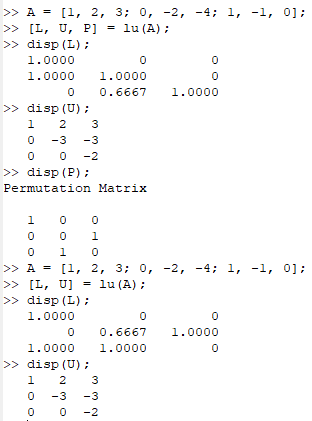 >> A = [1, 2, 3; 0, -2, -4; 1, -1, 0];
>> [L, U, P] = lu(A);
>> disp(L);
1.0000 0 0
1.0000 1.0000 0
0 0.6667 1.0000
>> disp(U);
1 2 3
0 -3 -3
0 0 -2
>> disp(P);
Permutation Matrix
1 0 0
0 0 1
0 1 0
>> A = [1, 2, 3; 0, -2, -4; 1, -1, 0];
>> [L, U] = lu(A);
>> disp(L);
1.0000 0 0
0 0.6667 1.0000
1.0000 1.0000 0
>> disp(U);
1 2 3
0 -3 -3
0 0 -2